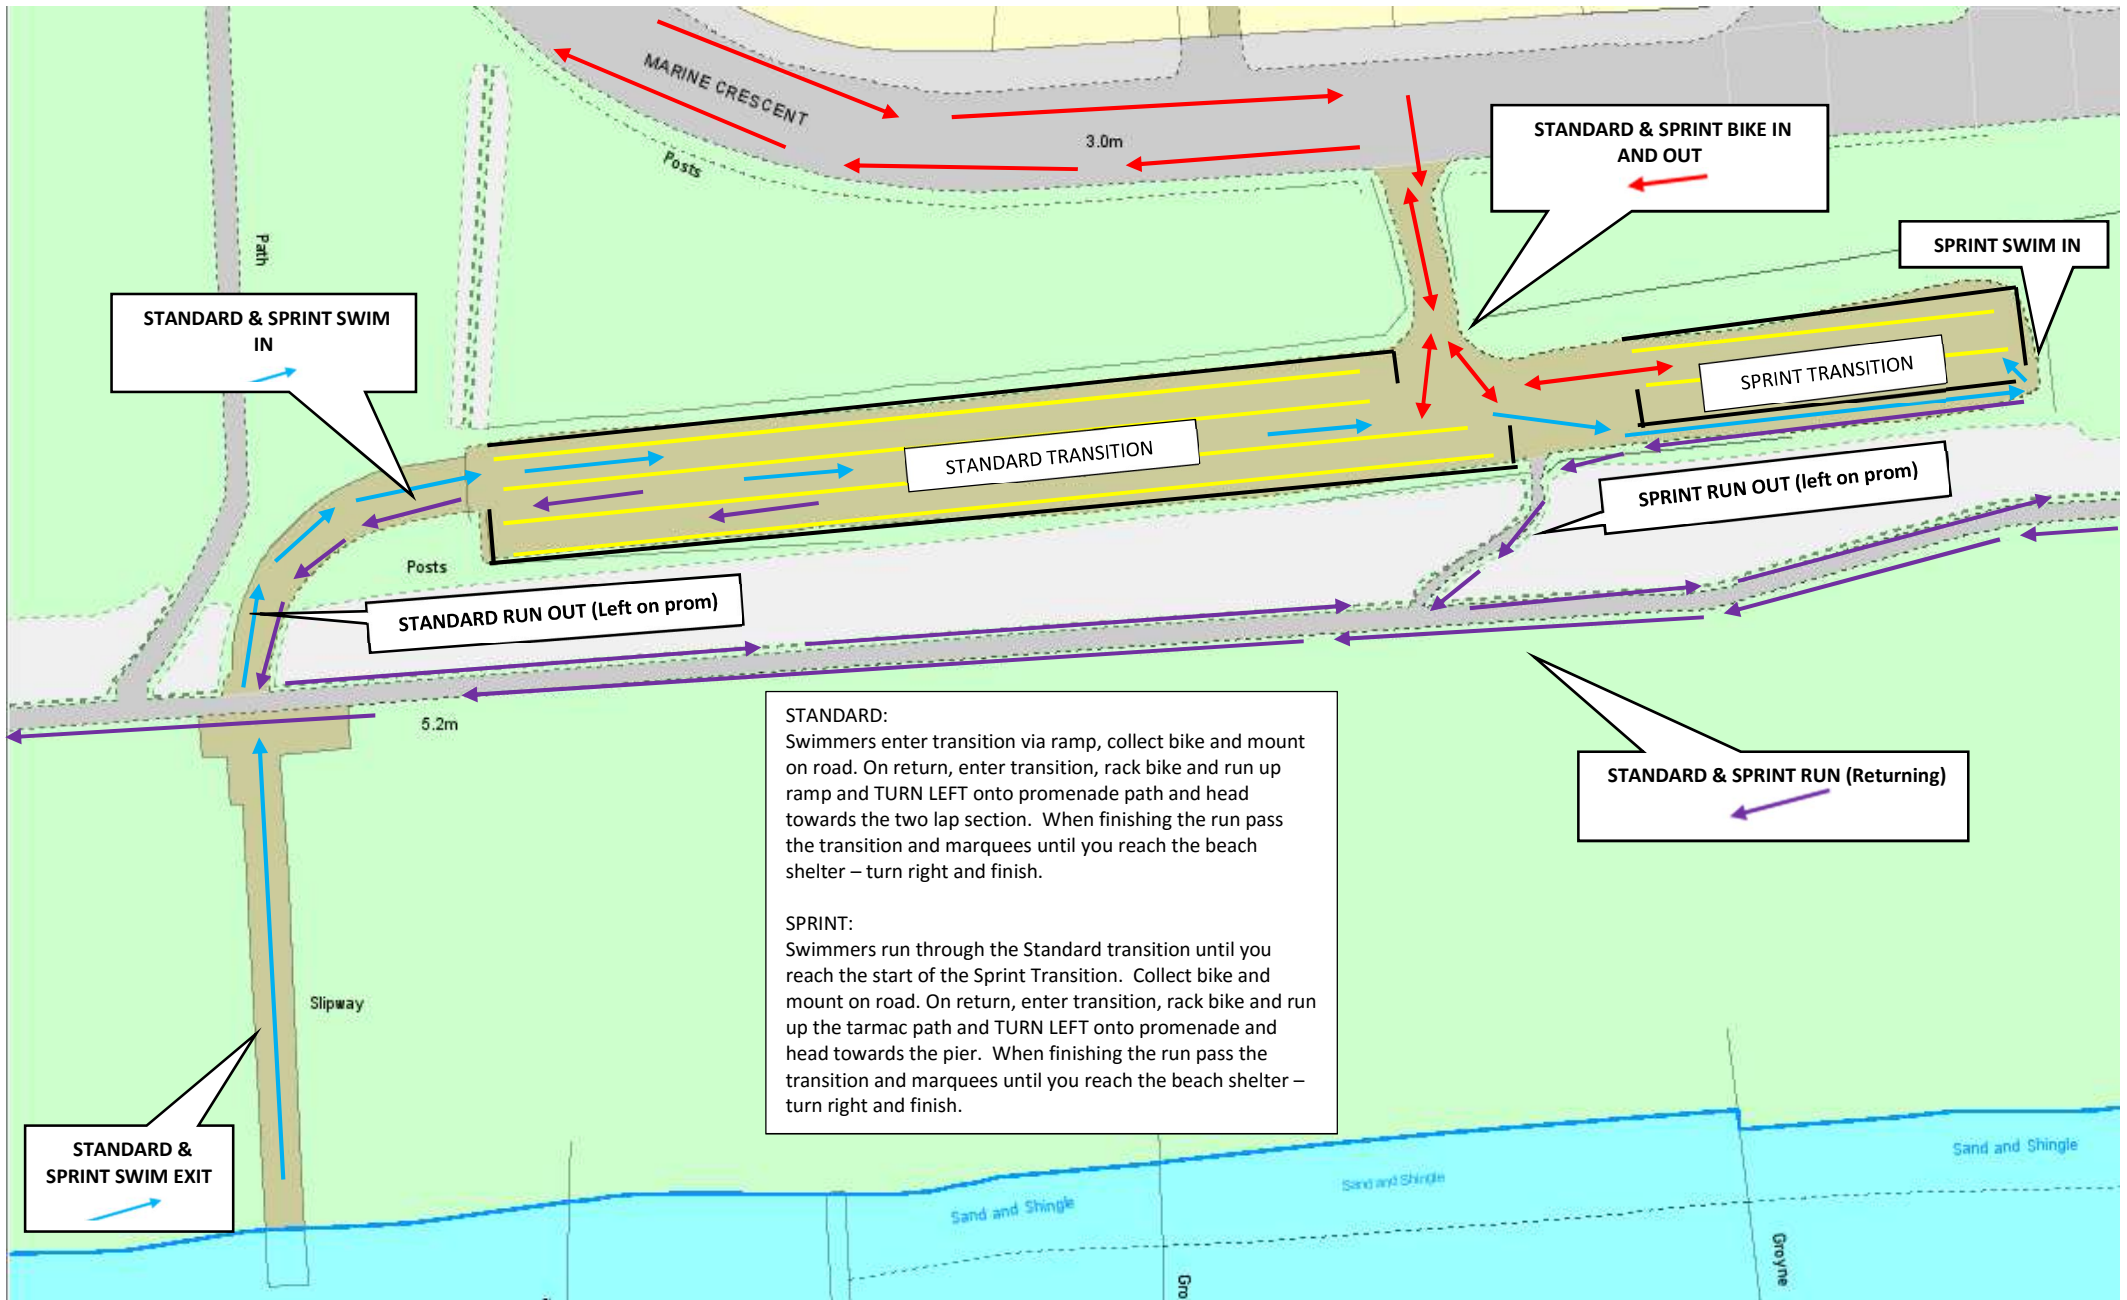 MARINE CRESCENT
3.0m
Posts
Path
STANDARD & SPRINT BIKE IN
AND OUT
SPRINT SWIM IN
STANDARD & SPRINT SWIM
IN
SPRINT TRANSITION
STANDARD TRANSITION
SPRINT RUN OUT (left on prom)
Posts
STANDARD RUN OUT (Left on prom)
5.2m
STANDARD:
Swimmers enter transition via ramp, collect bike and mount
on road. On return, enter transition, rack bike and run up
ramp and TURN LEFT onto promenade path and head
towards the two lap section.  When finishing the run pass
the transition and marquees until you reach the beach
shelter – turn right and finish.
SPRINT:
Swimmers run through the Standard transition until you
reach the start of the Sprint Transition.  Collect bike and
mount on road. On return, enter transition, rack bike and run
up the tarmac path and TURN LEFT onto promenade and
head towards the pier.  When finishing the run pass the
transition and marquees until you reach the beach shelter –
turn right and finish.
STANDARD & SPRINT RUN (Returning)
Slipway
STANDARD &
SPRINT SWIM EXIT
Sand and Shingle
Sand and Shingle
Sand and Shingle
Groyne
Gro